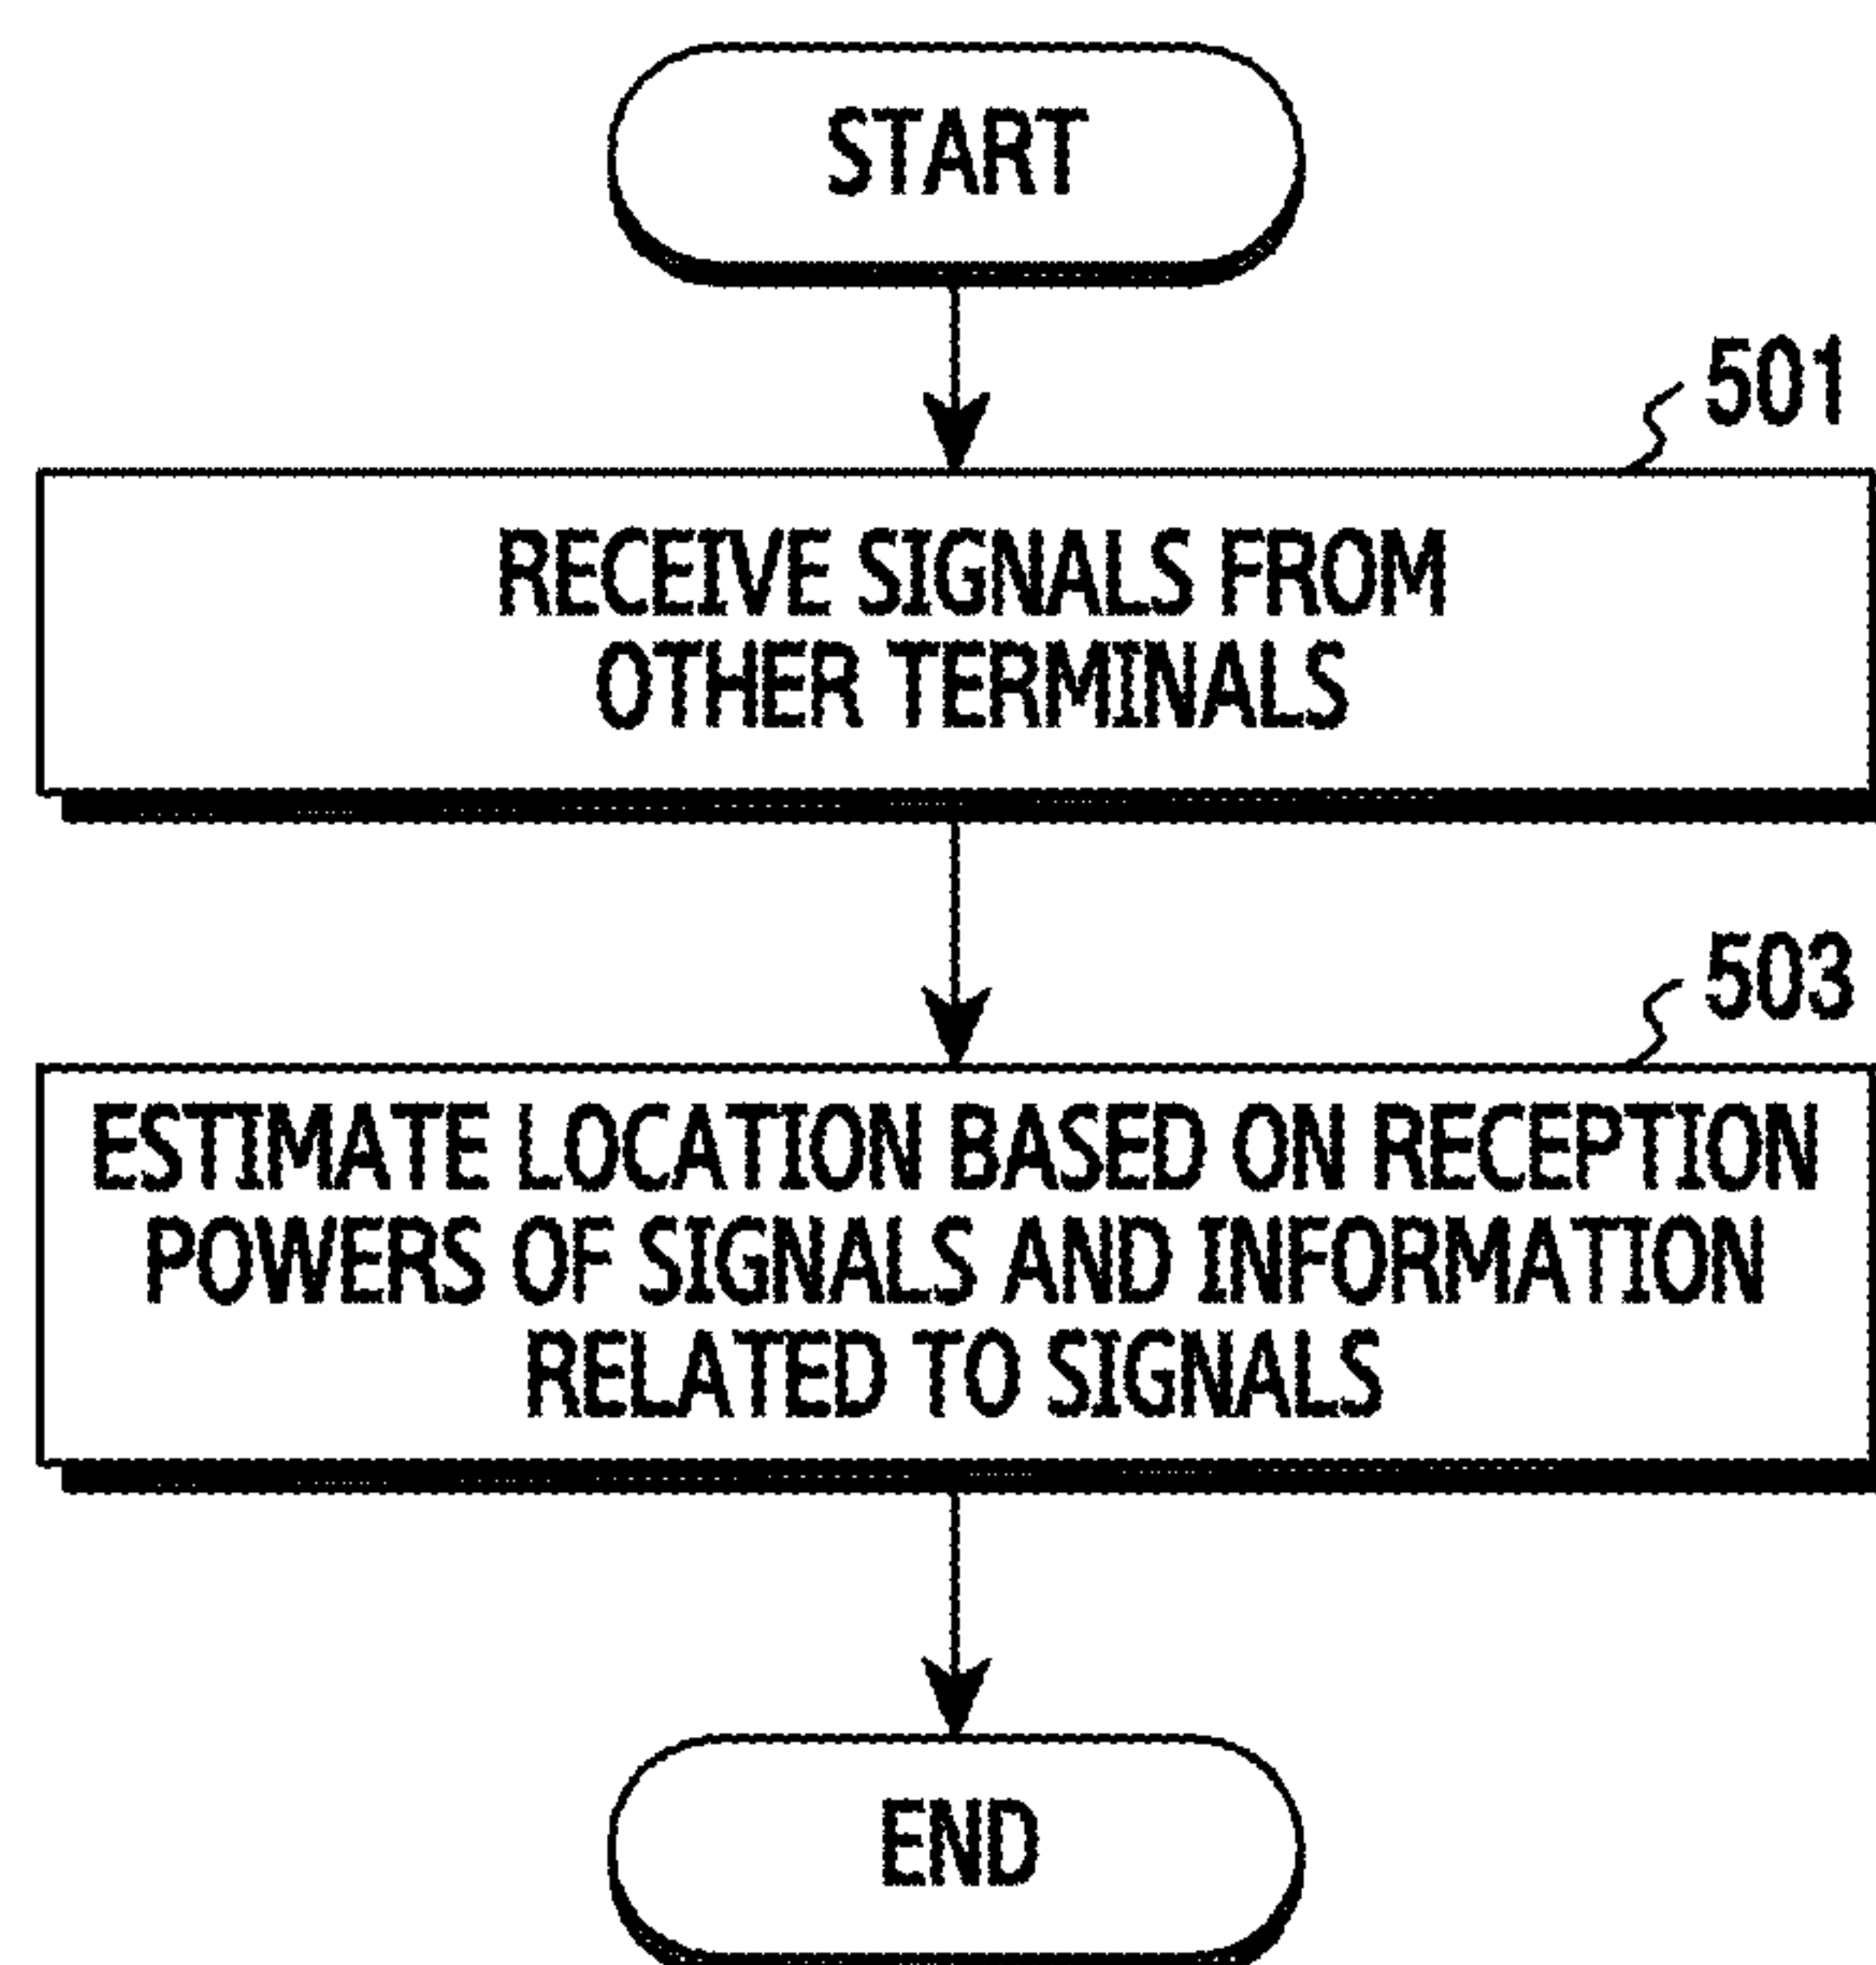 START
501
RECEIVE SIGNALS FROM
OTHER TERMINALS
503
ESTIMATE LOCATION BASED ON RECEPTION
POWERS OF SIGNALS AND INFORMATION
RELATED TO SIGNALS
END